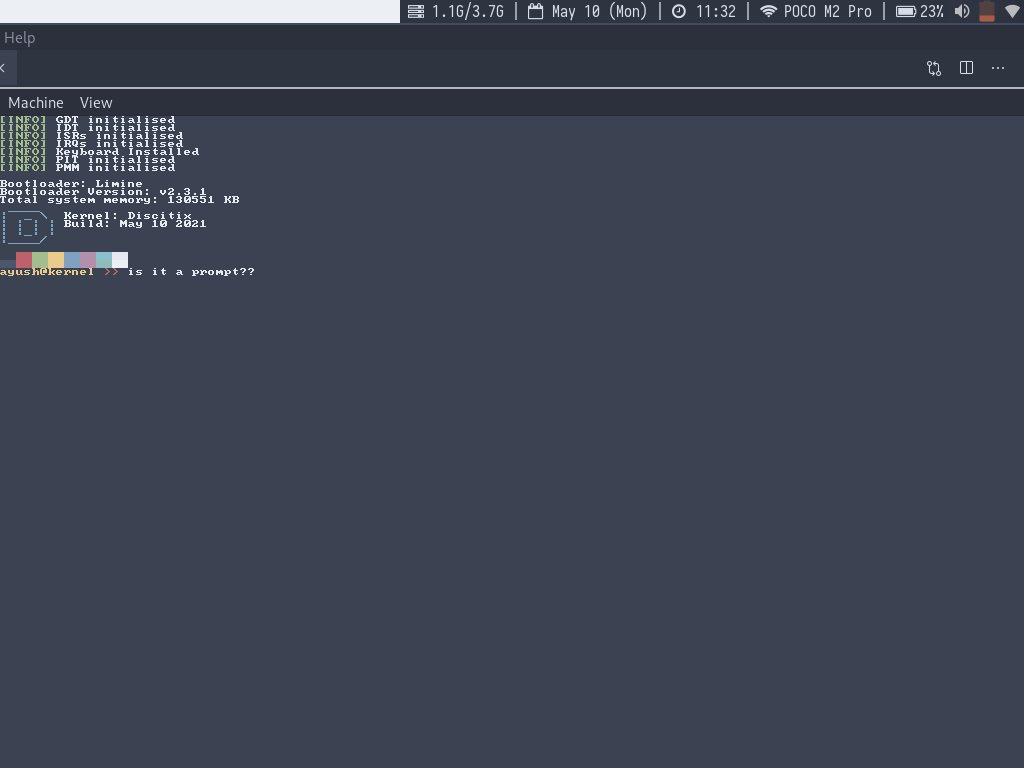 1.1G/3.7G | May 10 (Mon) | 11:32 | POCO M2 Pro | 23%
Help
Machine View
[INFO] GDT initialised
[INFO] IDT initialised
[INFO] ISRs initialised
[INFO] IRQs initialised
[INFO] Keyboard Installed
[INFO] PIT initialised
[INFO] PMM initialised
Bootloader: Limine
Bootloader Version: v2.3.1
Total system memory: 130551 KB
Kernel: Discitix
Build: May 10 2021
ayush@kernel >> is it a prompt??